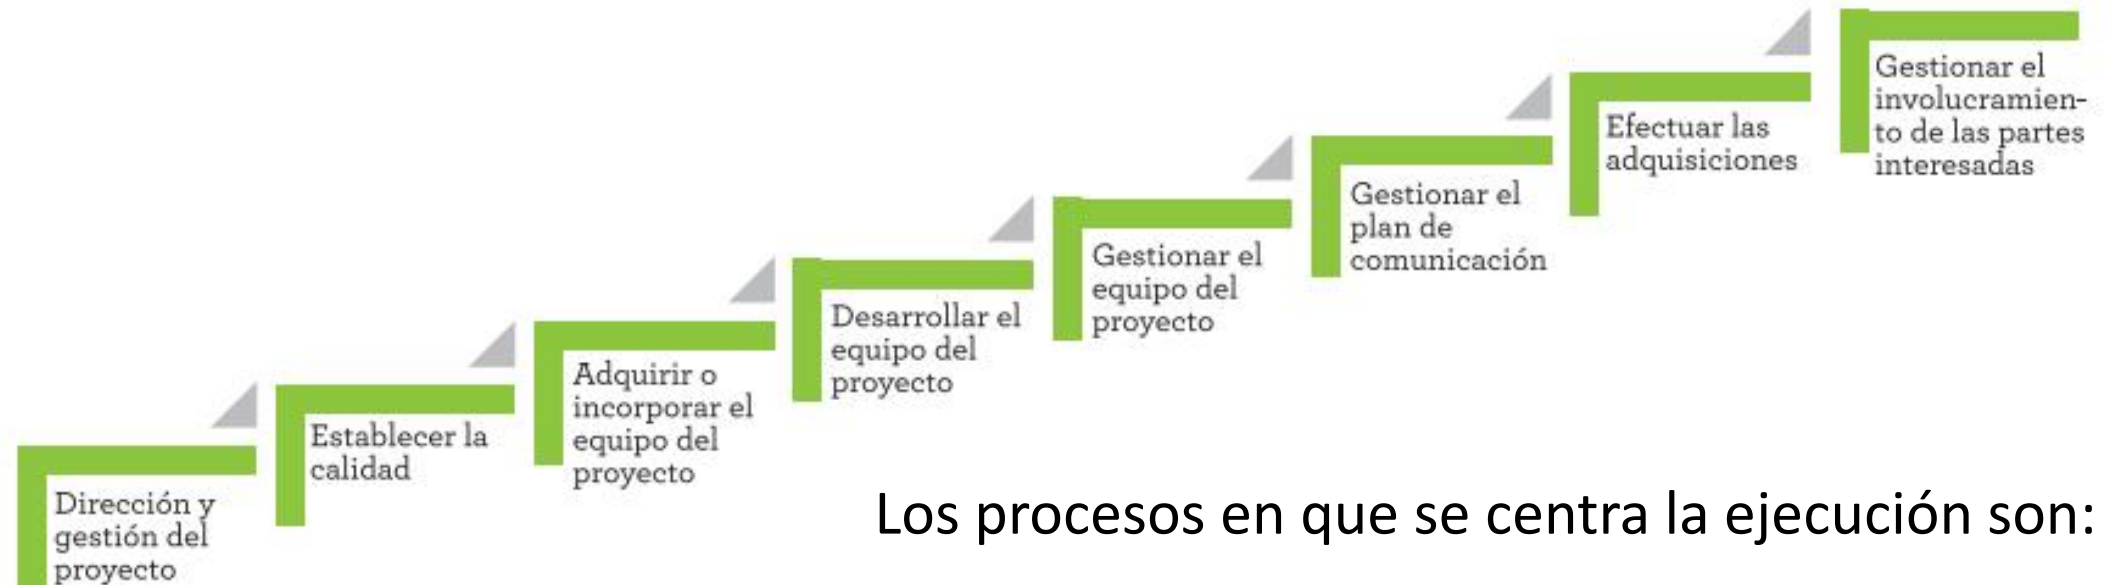 Dirección y
gestión del
proyecto
Establecer la
calidad
Adquirir o
incorporar el
equipo del
proyecto
Desarrollar el
equipo del
proyecto
Gestionar el
equipo del
proyecto
Gestionar el
plan de
comunicación
Efectuar las
adquisiciones
Gestionar el
involucramien-
to de las partes
interesadas
Los procesos en que se centra la ejecución son: